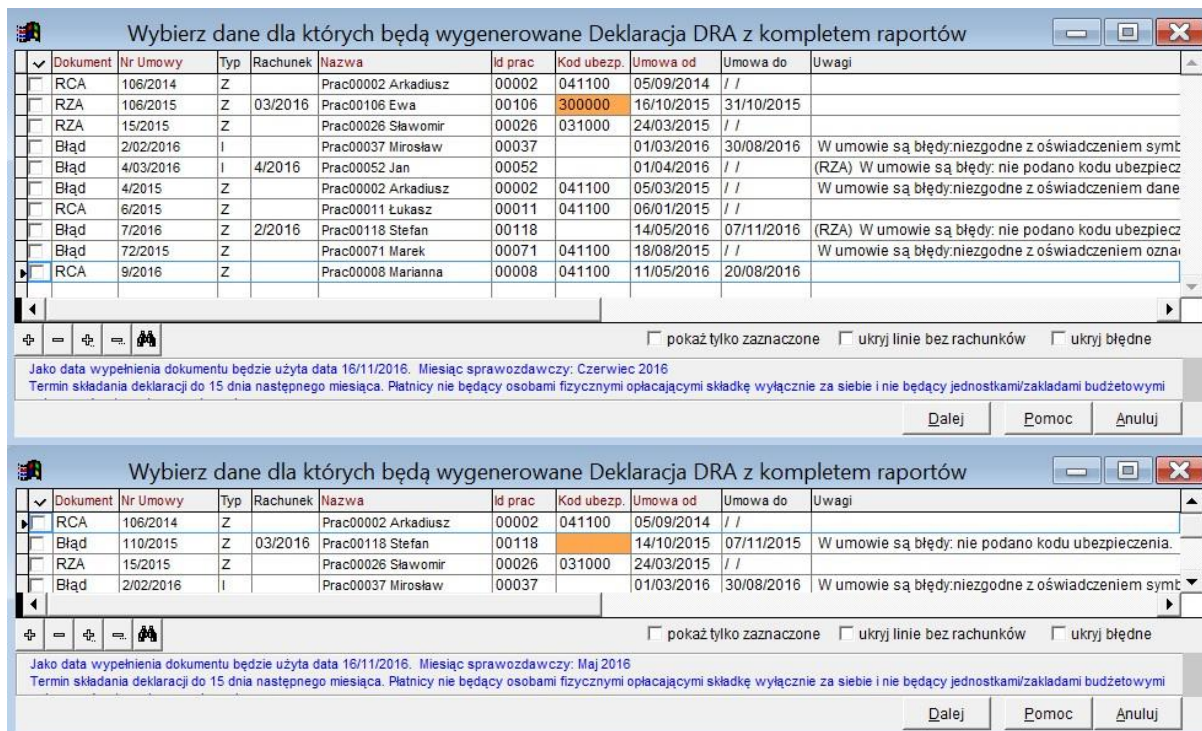 Wybierz dane dla których będą wygenerowane Deklaracja DRA z kompletem raportów
Dokument Nr Umowy Typ Rachunek Nazwa Id prac Kod ubezp. Umowa od Umowa do Uwagi
RCA 106/2014 Z Prac00002 Arkadiusz 00002 041100 05/09/2014 / /
RZA 106/2015 Z 03/2016 Prac00106 Ewa 00106 300000 16/10/2015 31/10/2015
RZA 15/2015 Z Prac00026 Sławomir 00026 031000 24/03/2015 / /
Błąd 2/02/2016 I Prac00037 Mirosław 00037 01/03/2016 30/08/2016 W umowie są błędy:niezgodne z oświadczeniem symb
Błąd 4/03/2016 I 4/2016 Prac00052 Jan 00052 01/04/2016 / / (RZA) W umowie są błędy: nie podano kodu ubezpiecz
Błąd 4/2015 Z Prac00002 Arkadiusz 00002 041100 05/03/2015 / / W umowie są błędy:niezgodne z oświadczeniem dane
RCA 6/2015 Z Prac00011 Łukasz 00011 041100 06/01/2015 / /
Błąd 7/2016 Z 2/2016 Prac00118 Stefan 00118 14/05/2016 07/11/2016 (RZA) W umowie są błędy: nie podano kodu ubezpiecz
Błąd 72/2015 Z Prac00071 Marek 00071 041100 18/08/2015 / / W umowie są błędy:niezgodne z oświadczeniem ozna
RCA 9/2016 Z Prac00008 Marianna 00008 041100 11/05/2016 20/08/2016
pokaż tylko zaznaczone ukryj linie bez rachunków ukryj błędne
Jako data wypełnienia dokumentu będzie użyta data 16/11/2016. Miesiąc sprawozdawczy: Czerwiec 2016
Termin składania deklaracji do 15 dnia następnego miesiąca. Płatnicy nie będący osobami fizycznymi opłacającymi składkę wyłącznie za siebie i nie będący jednostkami/zakladami budżetowymi
Dalej Pomoc Anuluj
Wybierz dane dla których będą wygenerowane Deklaracja DRA z kompletem raportów
Dokument Nr Umowy Typ Rachunek Nazwa Id prac Kod ubezp. Umowa od Umowa do Uwagi
RCA 106/2014 Z Prac00002 Arkadiusz 00002 041100 05/09/2014 / /
Błąd 110/2015 Z 03/2016 Prac00118 Stefan 00118 14/10/2015 07/11/2015 W umowie są błędy: nie podano kodu ubezpieczenia.
RZA 15/2015 Z Prac00026 Sławomir 00026 031000 24/03/2015 / /
Błąd 2/02/2016 I Prac00037 Mirosław 00037 01/03/2016 30/08/2016 W umowie są błędy:niezgodne z oświadczeniem symb
pokaż tylko zaznaczone ukryj linie bez rachunków ukryj błędne
Jako data wypełnienia dokumentu będzie użyta data 16/11/2016. Miesiąc sprawozdawczy: Maj 2016
Termin składania deklaracji do 15 dnia następnego miesiąca. Płatnicy nie będący osobami fizycznymi opłacającymi składkę wyłącznie za siebie i nie będący jednostkami/zakladami budżetowymi
Dalej Pomoc Anuluj